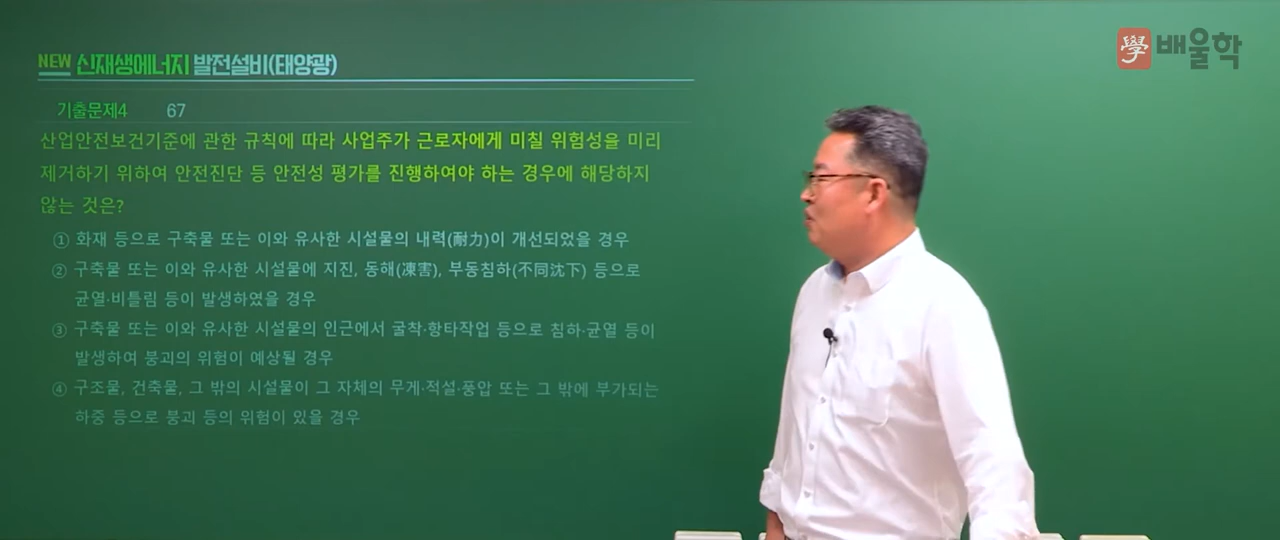 學 배울학
NEW 신재생에너지 발전설비(태양광)
기출문제4 67
산업안전보건기준에 관한 규칙에 따라 사업주가 근로자에게 미칠 위험성을 미리
제거하기 위하여 안전진단 등 안전성 평가를 진행하여야 하는 경우에 해당하지
않는 것은?
① 화재 등으로 구축물 또는 이와 유사한 시설물의 내력(耐力)이 개선되었을 경우
② 구축물 또는 이와 유사한 시설물에 지진, 동해(凍害), 부동침하(不同沈下) 등으로
균열·비틀림 등이 발생하였을 경우
③ 구축물 또는 이와 유사한 시설물의 인근에서 굴착·항타작업 등으로 침하·균열 등이
발생하여 붕괴의 위험이 예상될 경우
④ 구조물, 건축물, 그 밖의 시설물이 그 자체의 무게·적설·풍압 또는 그 밖에 부가되는
하중 등으로 붕괴 등의 위험이 있을 경우